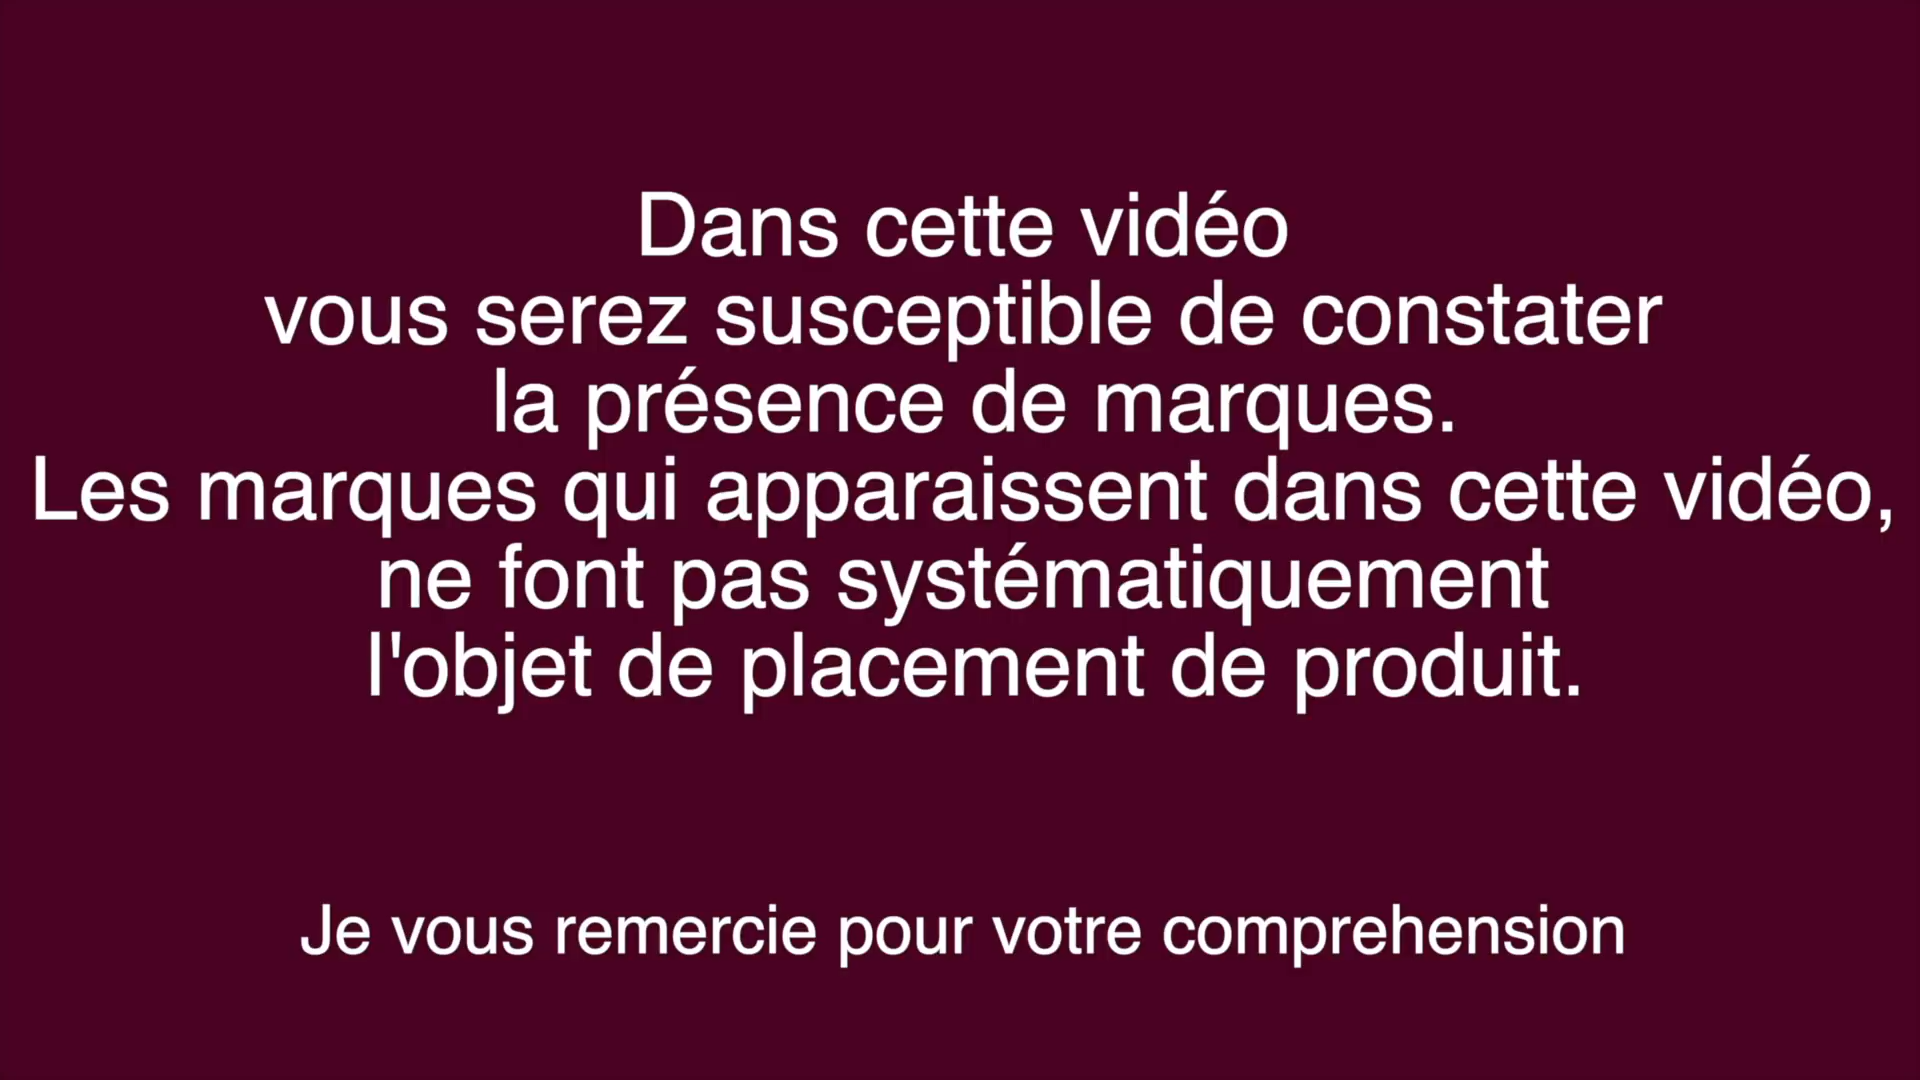 Dans cette vidéo
vous serez susceptible de constater
la présence de marques.
Les marques qui apparaissent dans cette vidéo,
ne font pas systématiquement
l'objet de placement de produit.
Je vous remercie pour votre comprehension